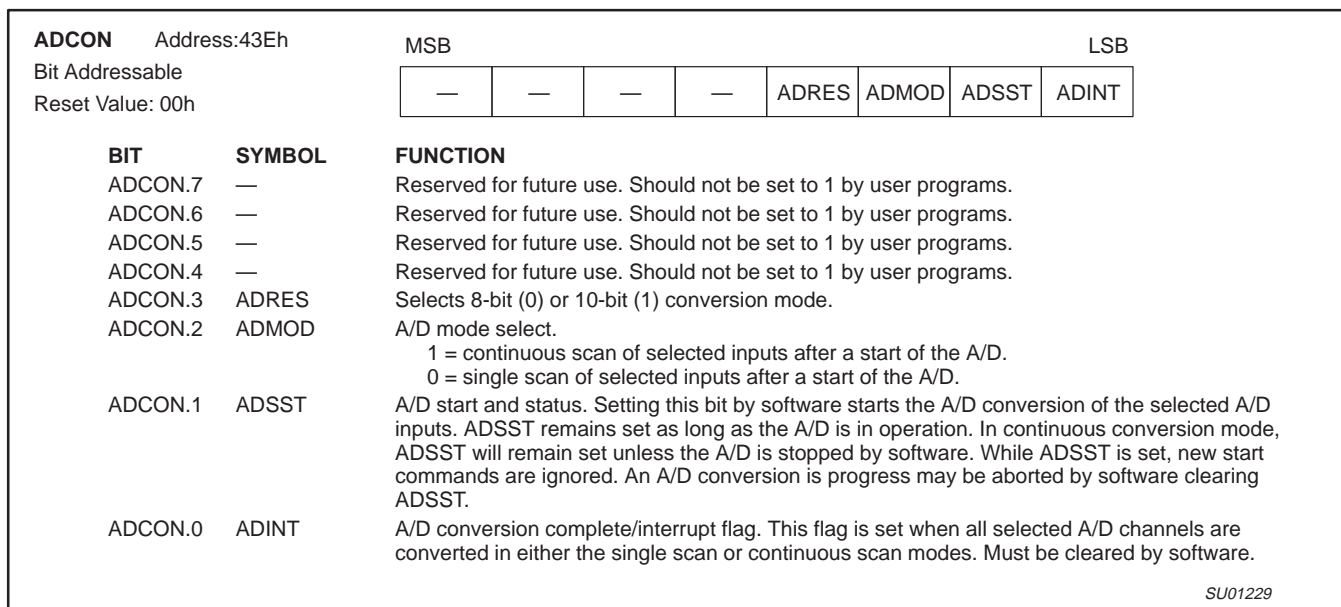 ADCON Address:43Eh
Bit Addressable
Reset Value: 00h
MSB LSB
— — — — ADRES ADMOD ADSST ADINT
BIT SYMBOL FUNCTION
ADCON.7 — Reserved for future use. Should not be set to 1 by user programs.
ADCON.6 — Reserved for future use. Should not be set to 1 by user programs.
ADCON.5 — Reserved for future use. Should not be set to 1 by user programs.
ADCON.4 — Reserved for future use. Should not be set to 1 by user programs.
ADCON.3 ADRES Selects 8-bit (0) or 10-bit (1) conversion mode.
ADCON.2 ADMOD A/D mode select.
1 = continuous scan of selected inputs after a start of the A/D.
0 = single scan of selected inputs after a start of the A/D.
ADCON.1 ADSST A/D start and status. Setting this bit by software starts the A/D conversion of the selected A/D
inputs. ADSST remains set as long as the A/D is in operation. In continuous conversion mode,
ADSST will remain set unless the A/D is stopped by software. While ADSST is set, new start
commands are ignored. An A/D conversion is progress may be aborted by software clearing
ADSST.
ADCON.0 ADINT A/D conversion complete/interrupt flag. This flag is set when all selected A/D channels are
converted in either the single scan or continuous scan modes. Must be cleared by software.
SU01229